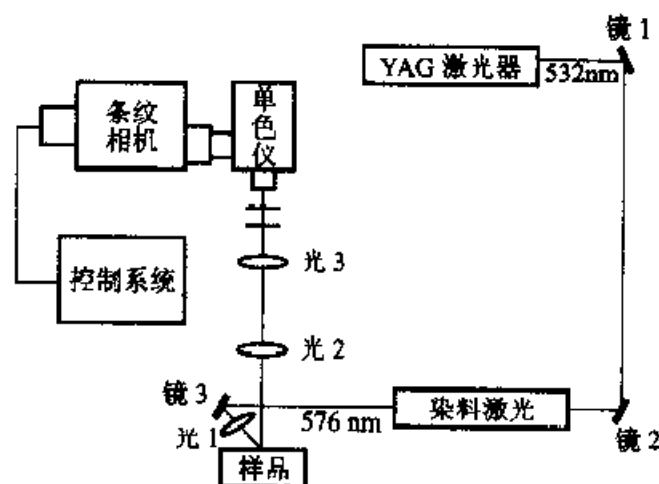 镜 1
YAG 激光器
532nm
条纹
相机
单
色
仪
光 3
控制系统
光 2
镜 3
576 nm
染料激光
光 1
镜 2
样品